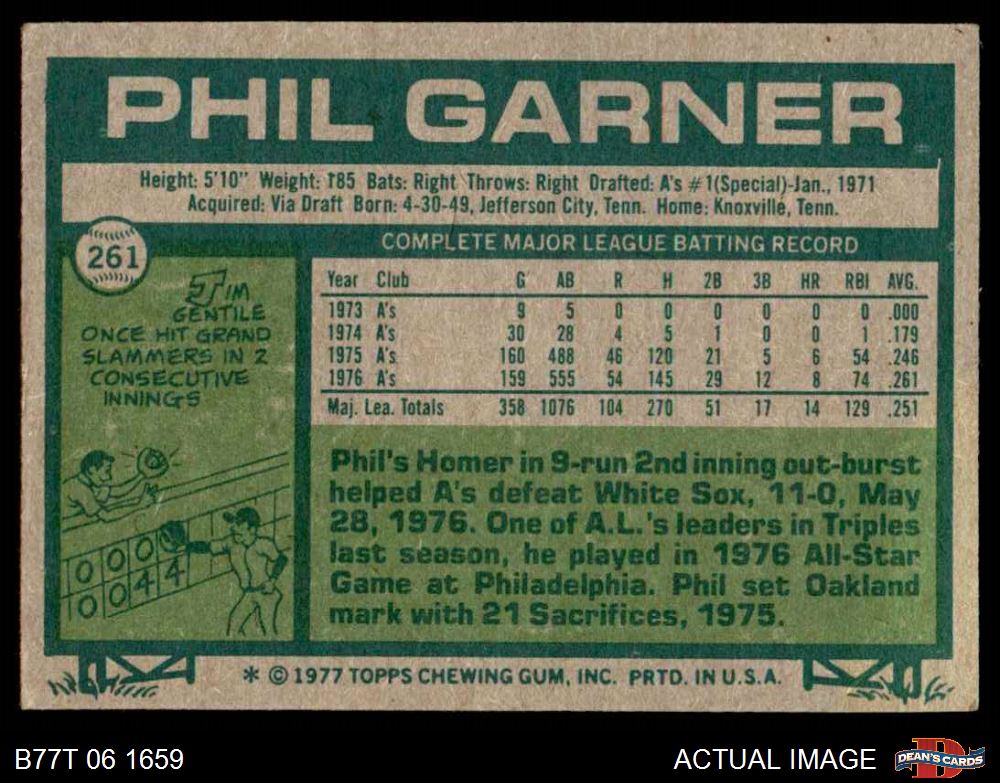 PHIL GARNER
Height: 5'10" Weight: 185 Bats: Right Throws: Right Drafted: A's #1(Special)-Jan., 1971
Acquired: Via Draft Born: 4-30-49, Jefferson City, Tenn. Home: Knoxville, Tenn.
261
COMPLETE MAJOR LEAGUE BATTING RECORD
Year Club G AB R H 2B 3B HR RBI AVG.
1973 A's 9 5 0 0 0 0 0 0 .000
1974 A's 30 28 4 5 1 0 0 1 .179
1975 A's 160 488 46 120 21 5 6 54 .246
1976 A's 159 555 54 145 29 12 8 74 .261
Maj. Lea. Totals 358 1076 104 270 51 17 14 129 .251
JIM
GENTILE
ONCE HIT GRAND
SLAMMERS IN 2
CONSECUTIVE
INNINGS
0 0 0
0 0 4 4
Phil's Homer in 9-run 2nd inning out-burst
helped A's defeat White Sox, 11-0, May
28, 1976. One of A.L.'s leaders in Triples
last season, he played in 1976 All-Star
Game at Philadelphia. Phil set Oakland
mark with 21 Sacrifices, 1975.
* © 1977 TOPPS CHEWING GUM, INC. PRTD. IN U.S.A.
B77T 06 1659
ACTUAL IMAGE
D
DEAN'S CARDS